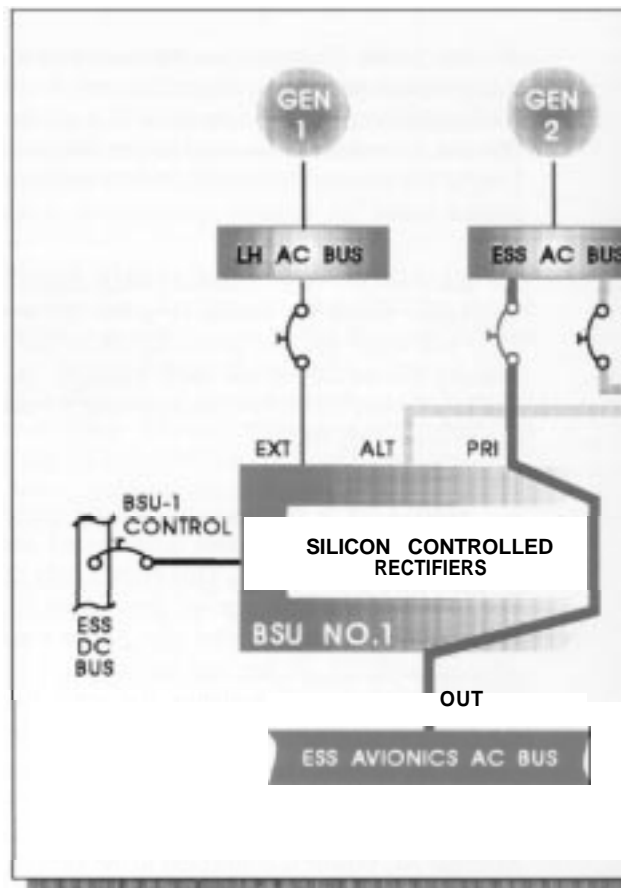 GEN
1
GEN
2
LH AC BUS
ESS AC BUS
EXT
ALT
PRI
BSU-1
CONTROL
SILICON CONTROLLED
RECTIFIERS
ESS
DC
BUS
BSU NO.1
OUT
ESS AVIONICS AC BUS